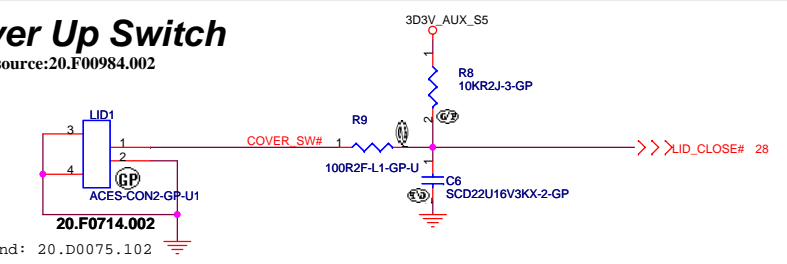 ver Up Switch
source:20.F00984.002
3D3V_AUX_S5
1
R8
10KR2J-3-GP
2
LID1
3
4
1
2
COVER_SW#
1
R9
100R2F-L1-GP-U
LID_CLOSE# 28
GP
ACES-CON2-GP-U1
20.F0714.002
1
C6
SCD22U16V3KX-2-GP
nd: 20.D0075.102